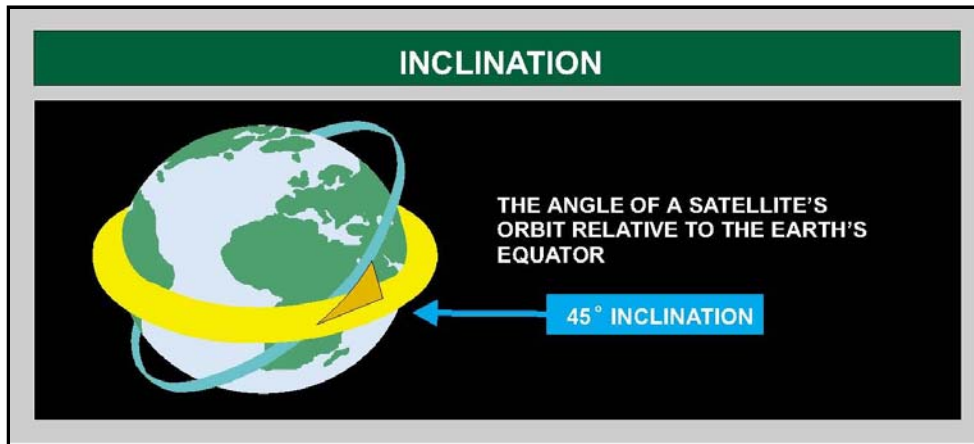 INCLINATION
THE ANGLE OF A SATELLITE'S
ORBIT RELATIVE TO THE EARTH'S
EQUATOR
45° INCLINATION